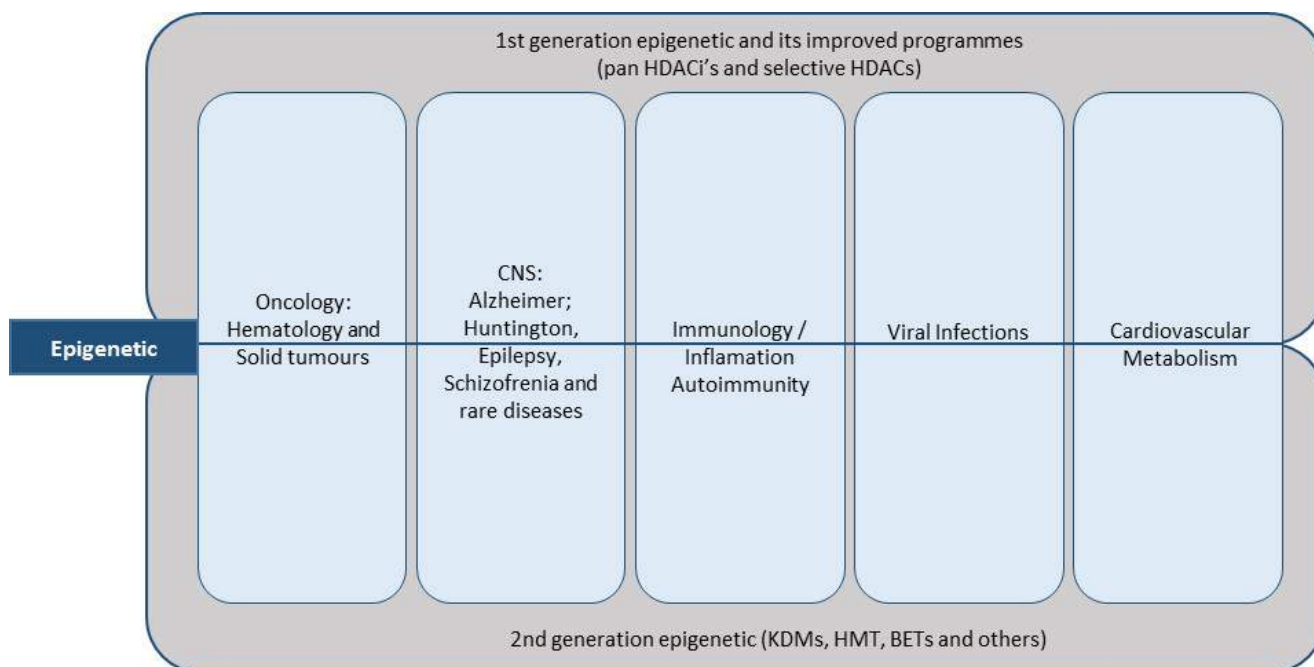 1st generation epigenetic and its improved programmes
(pan HDACi's and selective HDACs)
Epigenetic
Oncology:
Hematology and
Solid tumours
CNS:
Alzheimer;
Huntington,
Epilepsy,
Schizofrenia and
rare diseases
Immunology /
Inflamation
Autoimmunity
Viral Infections
Cardiovascular
Metabolism
2nd generation epigenetic (KDMs, HMT, BETs and others)